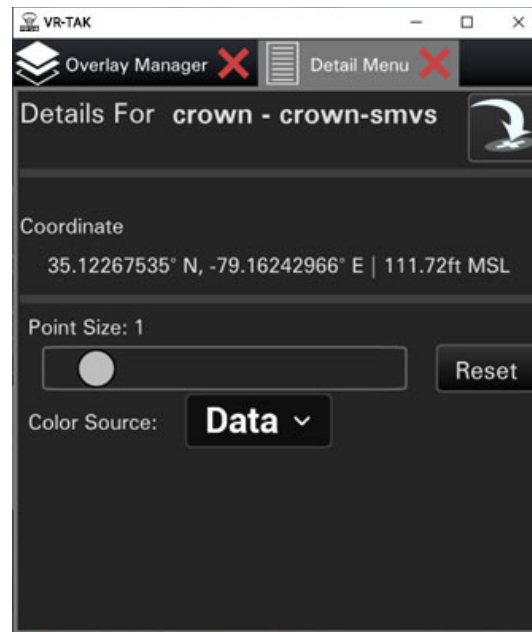 VR-TAK
Overlay Manager
Detail Menu
Details For crown - crown-smvs
Coordinate
35.12267535° N, -79.16242966° E | 111.72ft MSL
Point Size: 1
Reset
Color Source:
Data